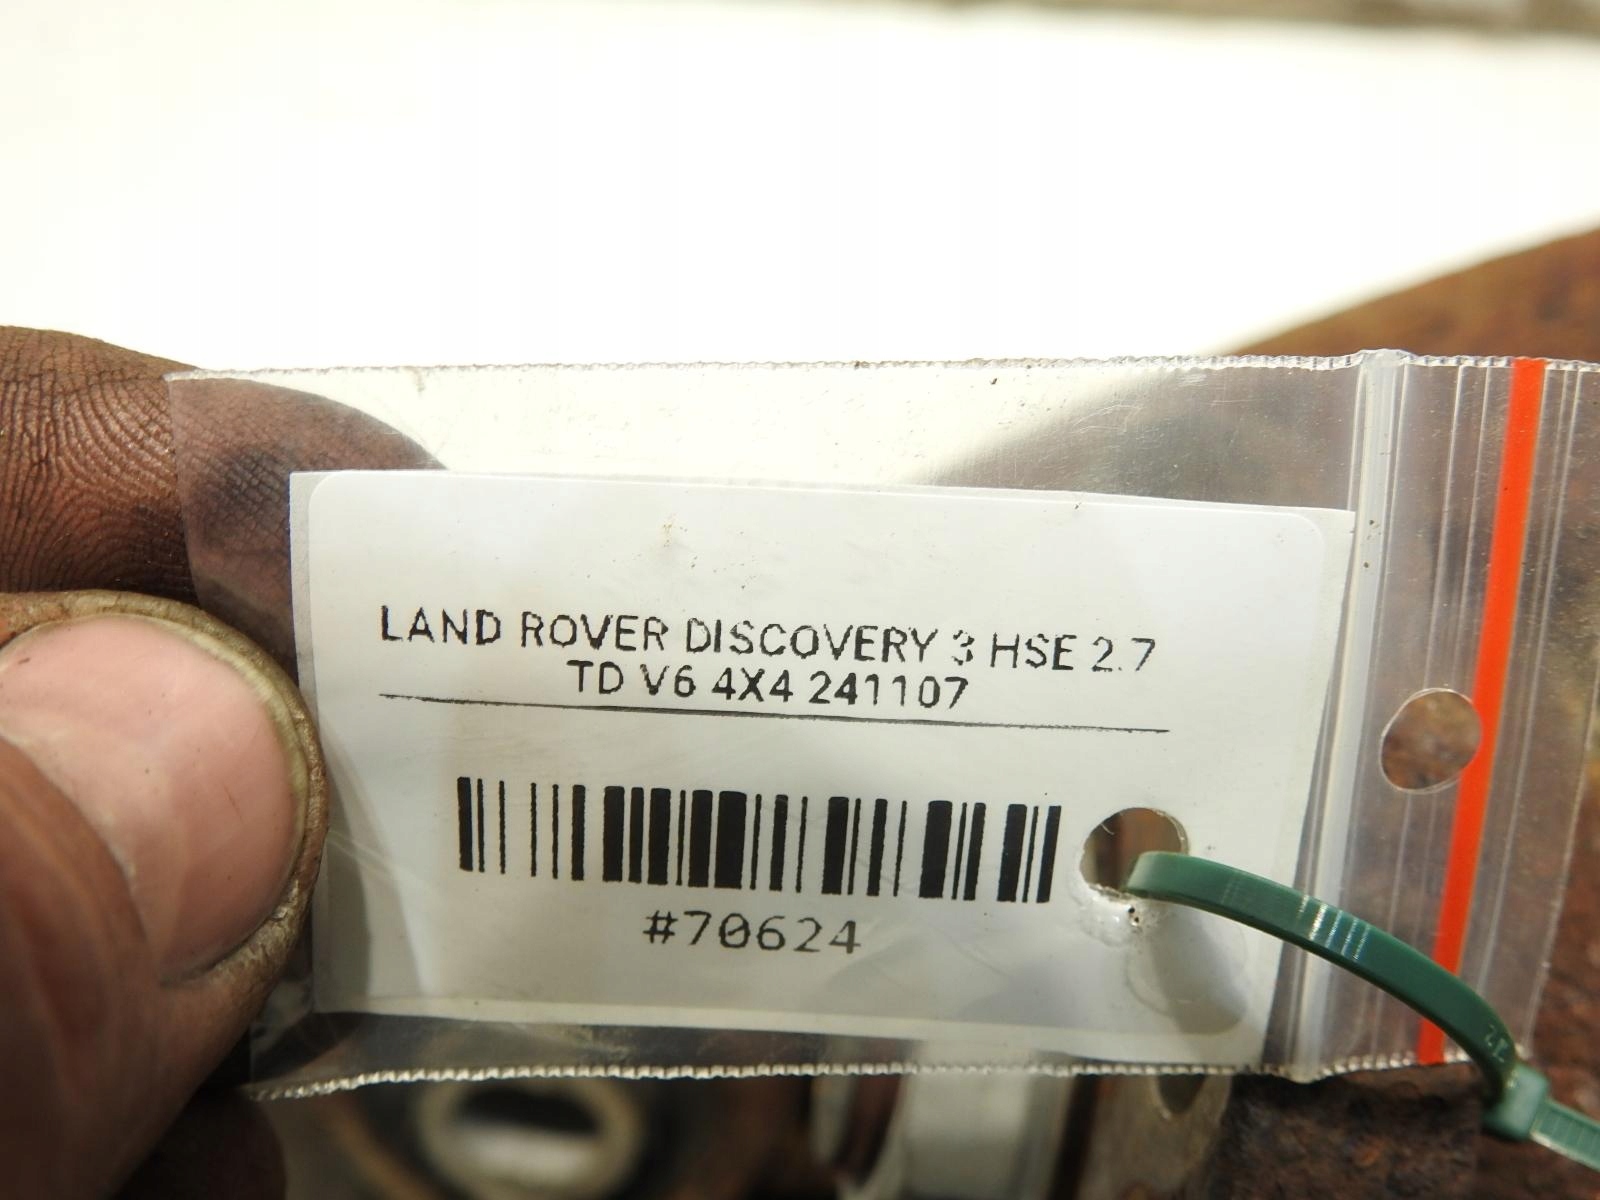 LAND ROVER DISCOVERY 3 HSE 2.7
TD V6 4X4 241107
#70624